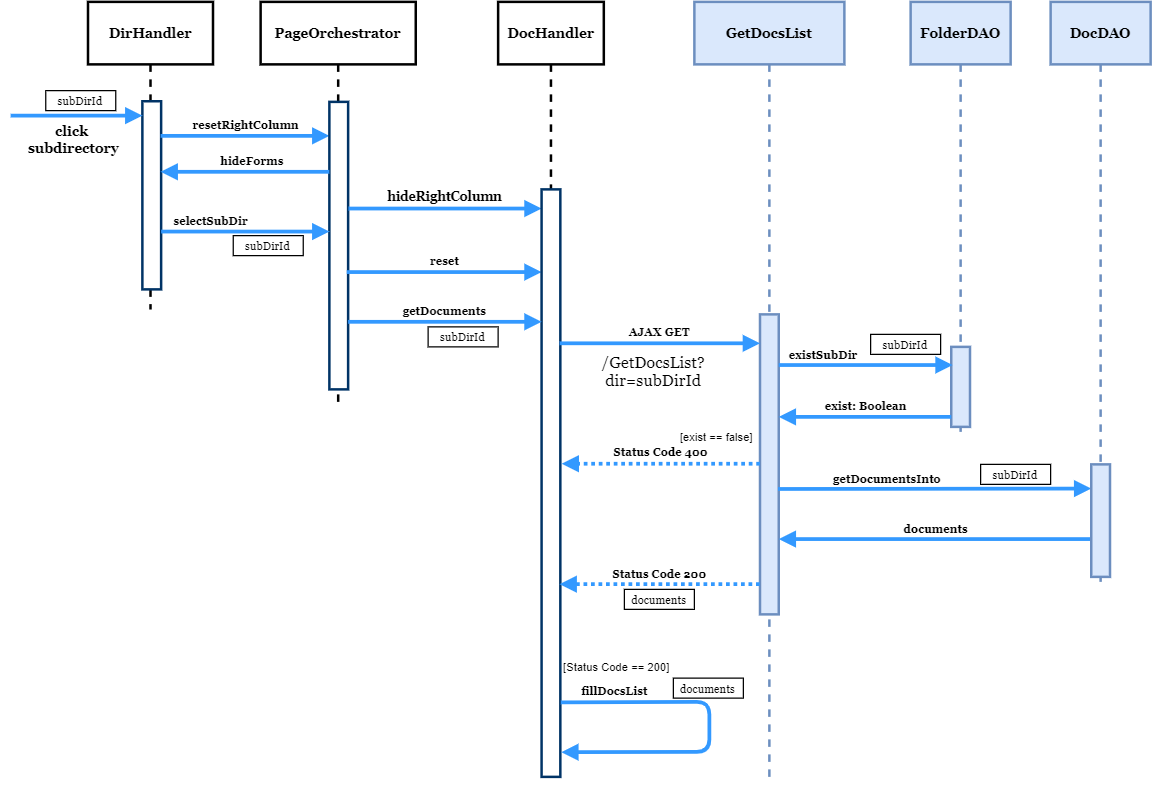 DirHandler
PageOrchestrator
DocHandler
GetDocsList
FolderDAO
DocDAO
subDirId
click
subdirectory
resetRightColumn
hideForms
hideRightColumn
selectSubDir
subDirId
reset
getDocuments
subDirId
AJAX GET
/GetDocsList?
dir=subDirId
existSubDir
subDirId
exist: Boolean
[exist == false]
Status Code 400
getDocumentsInto
subDirId
documents
Status Code 200
documents
[Status Code == 200]
fillDocsList
documents